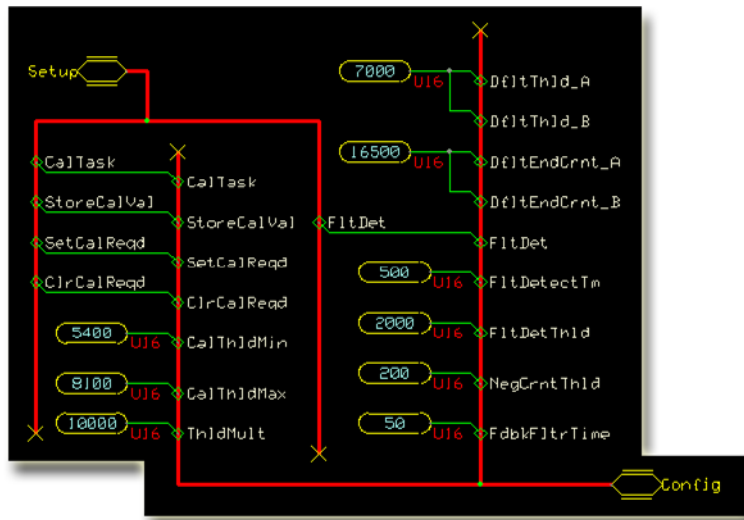 Setup
7000
U16
DfltThld_A
DfltThld_B
16500
U16
DfltEndCrnt_A
DfltEndCrnt_B
CalTask
CalTask
StoreCalVal
StoreCalVal
FltDet
FltDet
SetCalReqd
SetCalReqd
ClrCalReqd
ClrCalReqd
500
U16
FltDetectTm
5400
U16
CalThldMin
2000
U16
FltDetThld
8100
U16
CalThldMax
200
U16
NegCrntThld
10000
U16
ThldMult
50
U16
FdbkFltrTime
Config